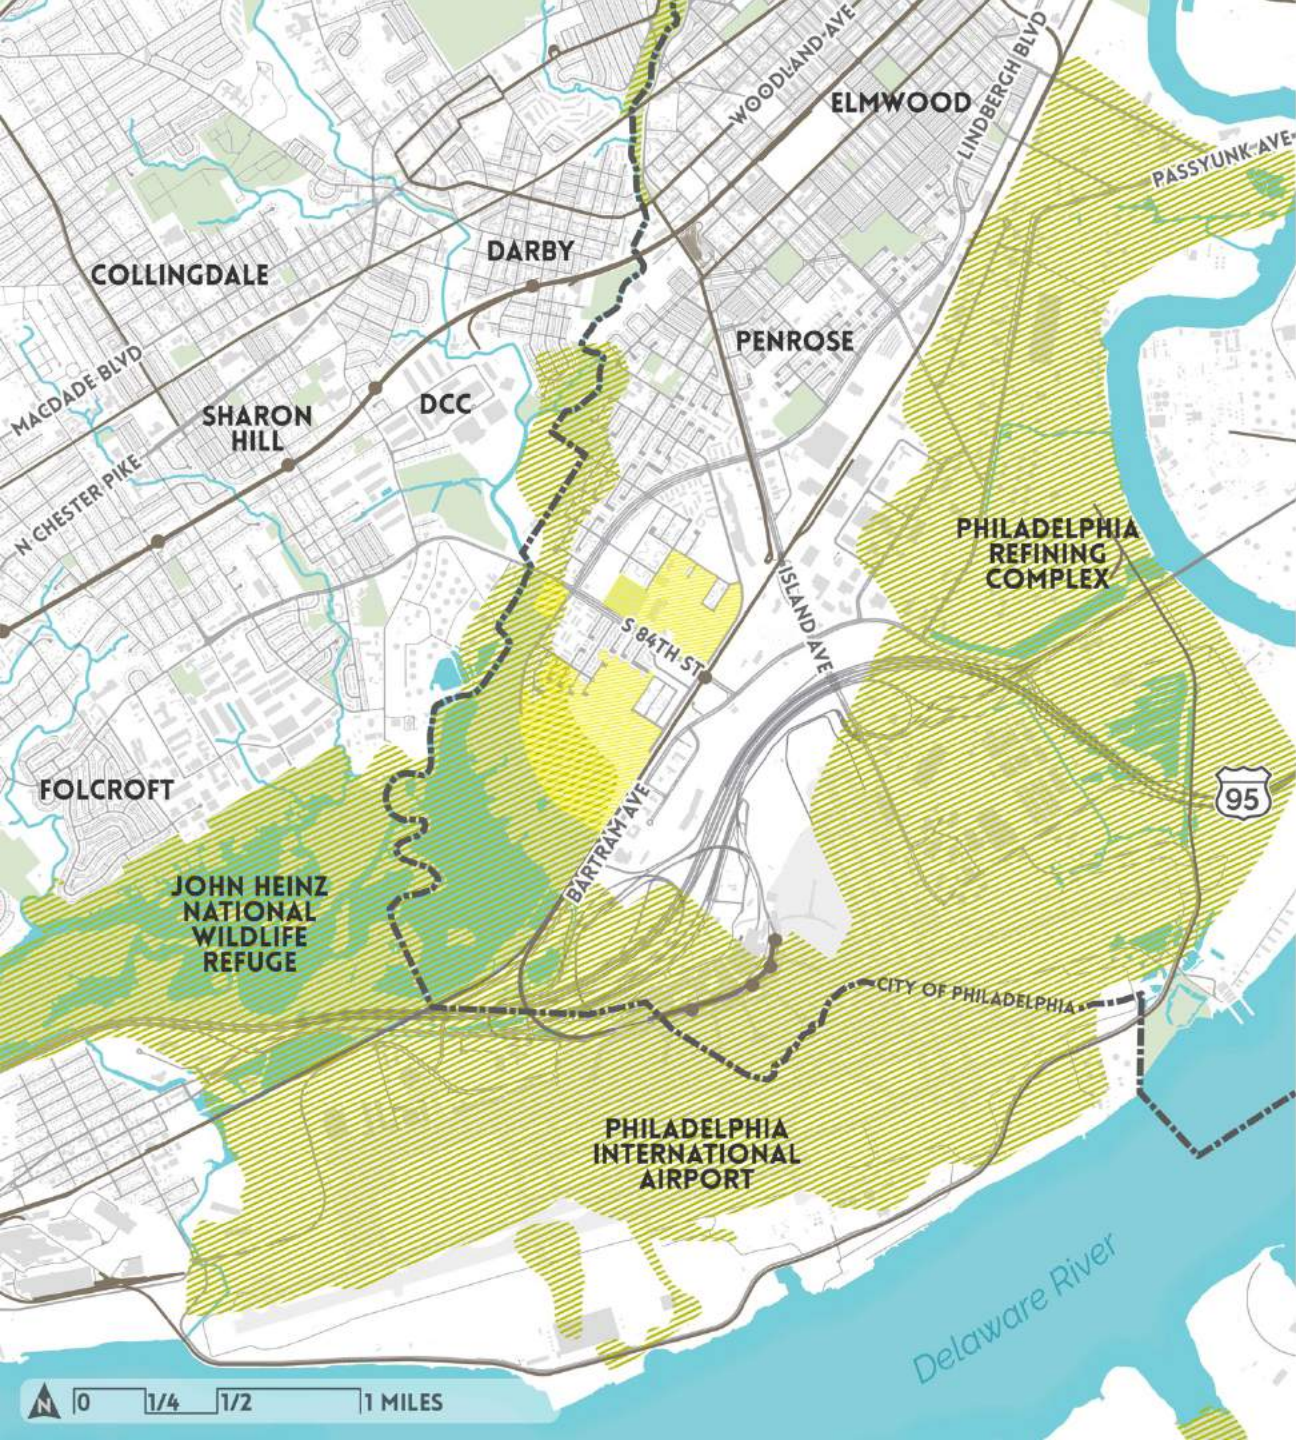 WOODLAND AVE
ELMWOOD
LINDBERGH BLVD
PASSYUNK AVE
DARBY
COLLINGDALE
PENROSE
MACDADE BLVD
DCC
SHARON
HILL
N CHESTER PIKE
PHILADELPHIA
REFINING
COMPLEX
ISLAND AVE
S 84TH ST
FOLCROFT
95
BARTRAM AVE
JOHN HEINZ
NATIONAL
WILDLIFE
REFUGE
CITY OF PHILADELPHIA
PHILADELPHIA
INTERNATIONAL
AIRPORT
Delaware River
N 0 1/4 1/2 1 MILES